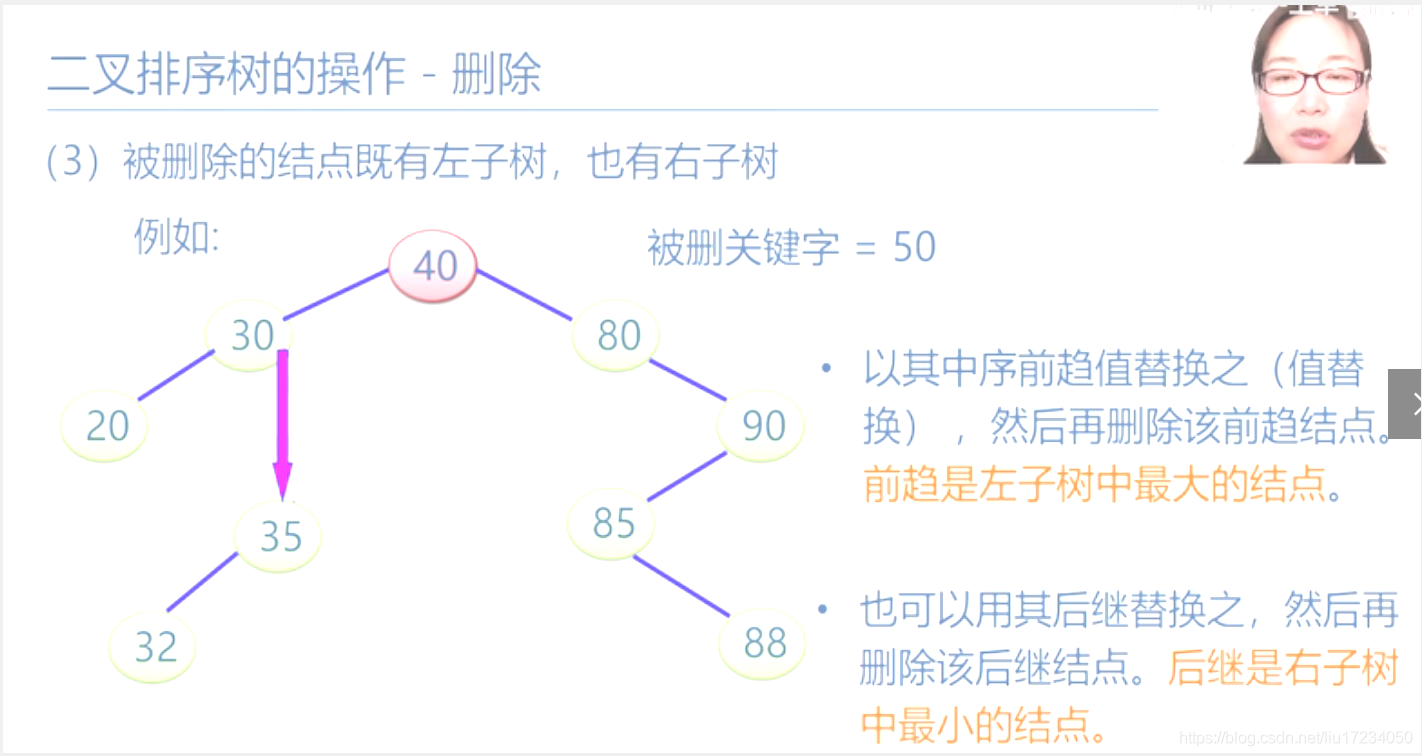 二叉排序树的操作 - 删除
（3）被删除的结点既有左子树，也有右子树
例如:
被删关键字 = 50
40
30
80
20
90
35
85
32
88
• 以其中序前趋值替换之（值替
换），然后再删除该前趋结点。
前趋是左子树中最大的结点。
• 也可以用其后继替换之，然后再
删除该后继结点。后继是右子树
中最小的结点。
https://blog.csdn.net/liu17234050